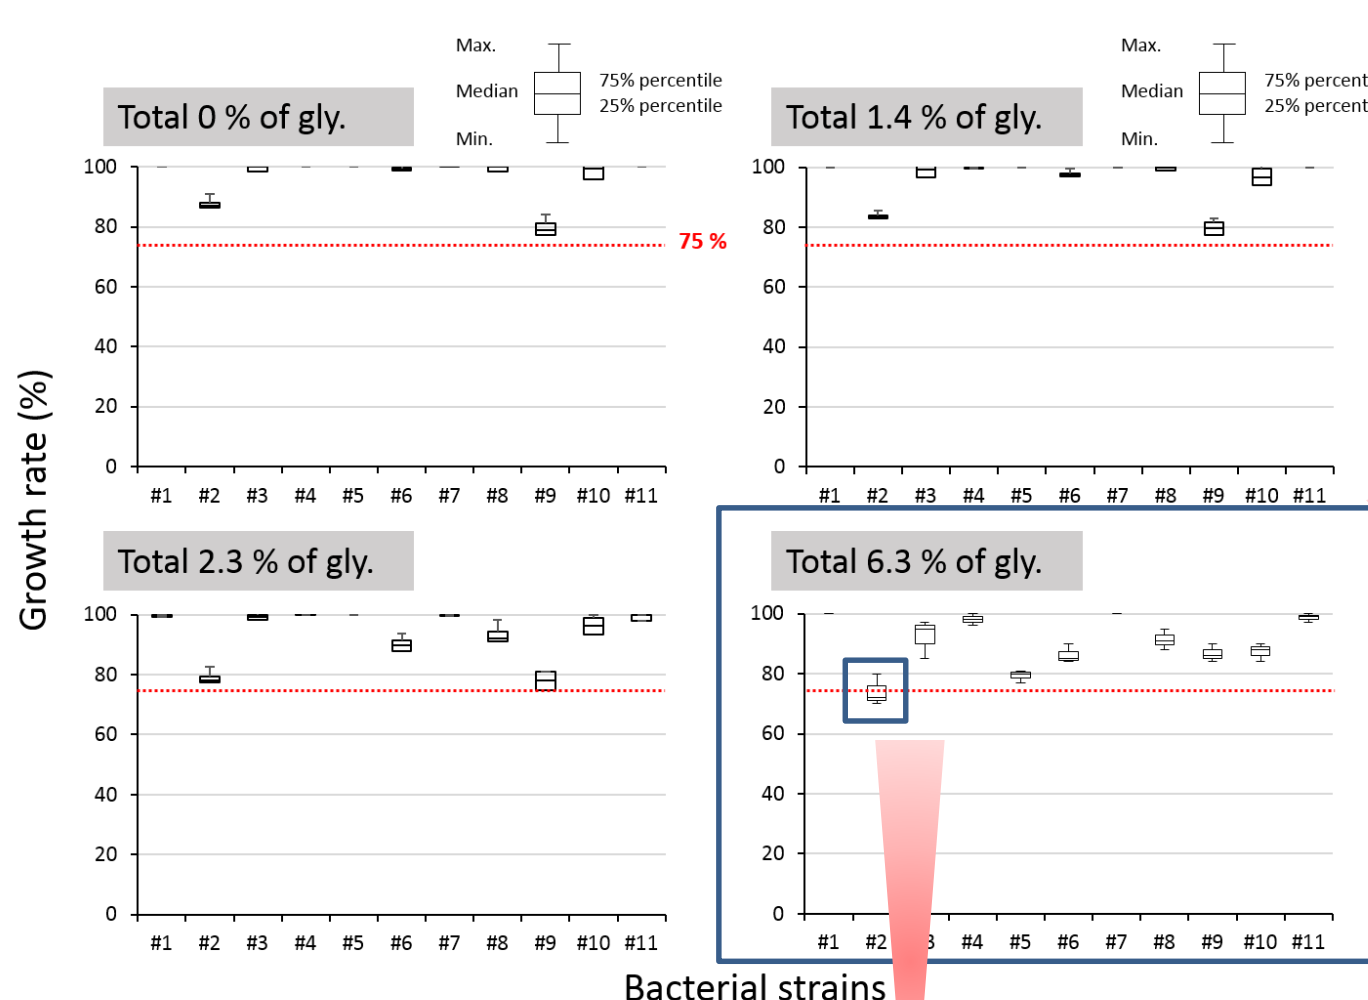 Max.
Median
Min.
75% percentile
25% percentile
Total 0 % of gly.
100
80
60
40
20
0
75 %
#1 #2 #3 #4 #5 #6 #7 #8 #9 #10 #11
Max.
Median
Min.
75% percent
25% percent
Total 1.4 % of gly.
100
80
60
40
20
0
#1 #2 #3 #4 #5 #6 #7 #8 #9 #10 #11
Growth rate (%)
Total 2.3 % of gly.
100
80
60
40
20
0
#1 #2 #3 #4 #5 #6 #7 #8 #9 #10 #11
Total 6.3 % of gly.
100
80
60
40
20
0
#1 #2 3 #4 #5 #6 #7 #8 #9 #10 #11
Bacterial strains